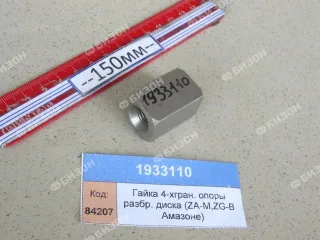 --150мм--
1933110
1933110
Код:
84207
Гайка 4-хгран. опоры
разбр. диска (ZA-M,ZG-B
Амазоне)
БИЗОН